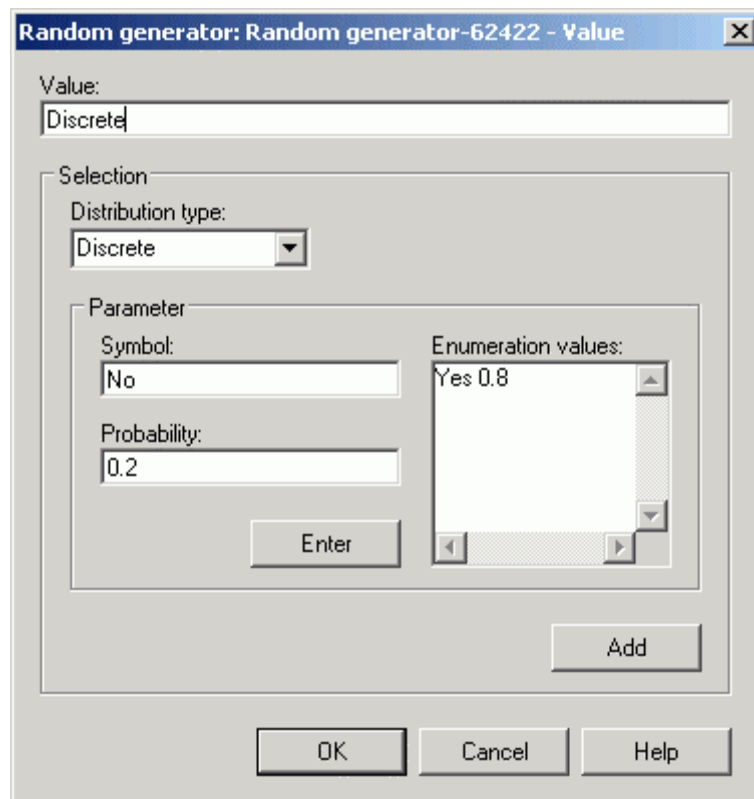 Random generator: Random generator-62422 - Value
Value:
Discrete
Selection
Distribution type:
Discrete
Parameter
Symbol:
No
Enumeration values:
Yes 0.8
Probability:
0.2
Enter
Add
OK
Cancel
Help